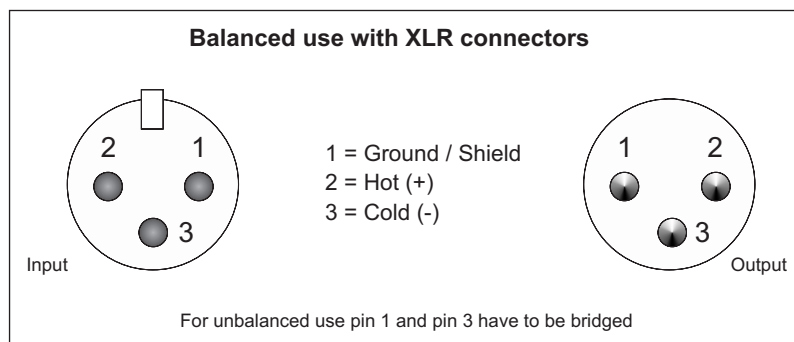 Balanced use with XLR connectors
2
1
3
Input
1 = Ground / Shield
2 = Hot (+)
3 = Cold (-)
1
2
3
Output
For unbalanced use pin 1 and pin 3 have to be bridged